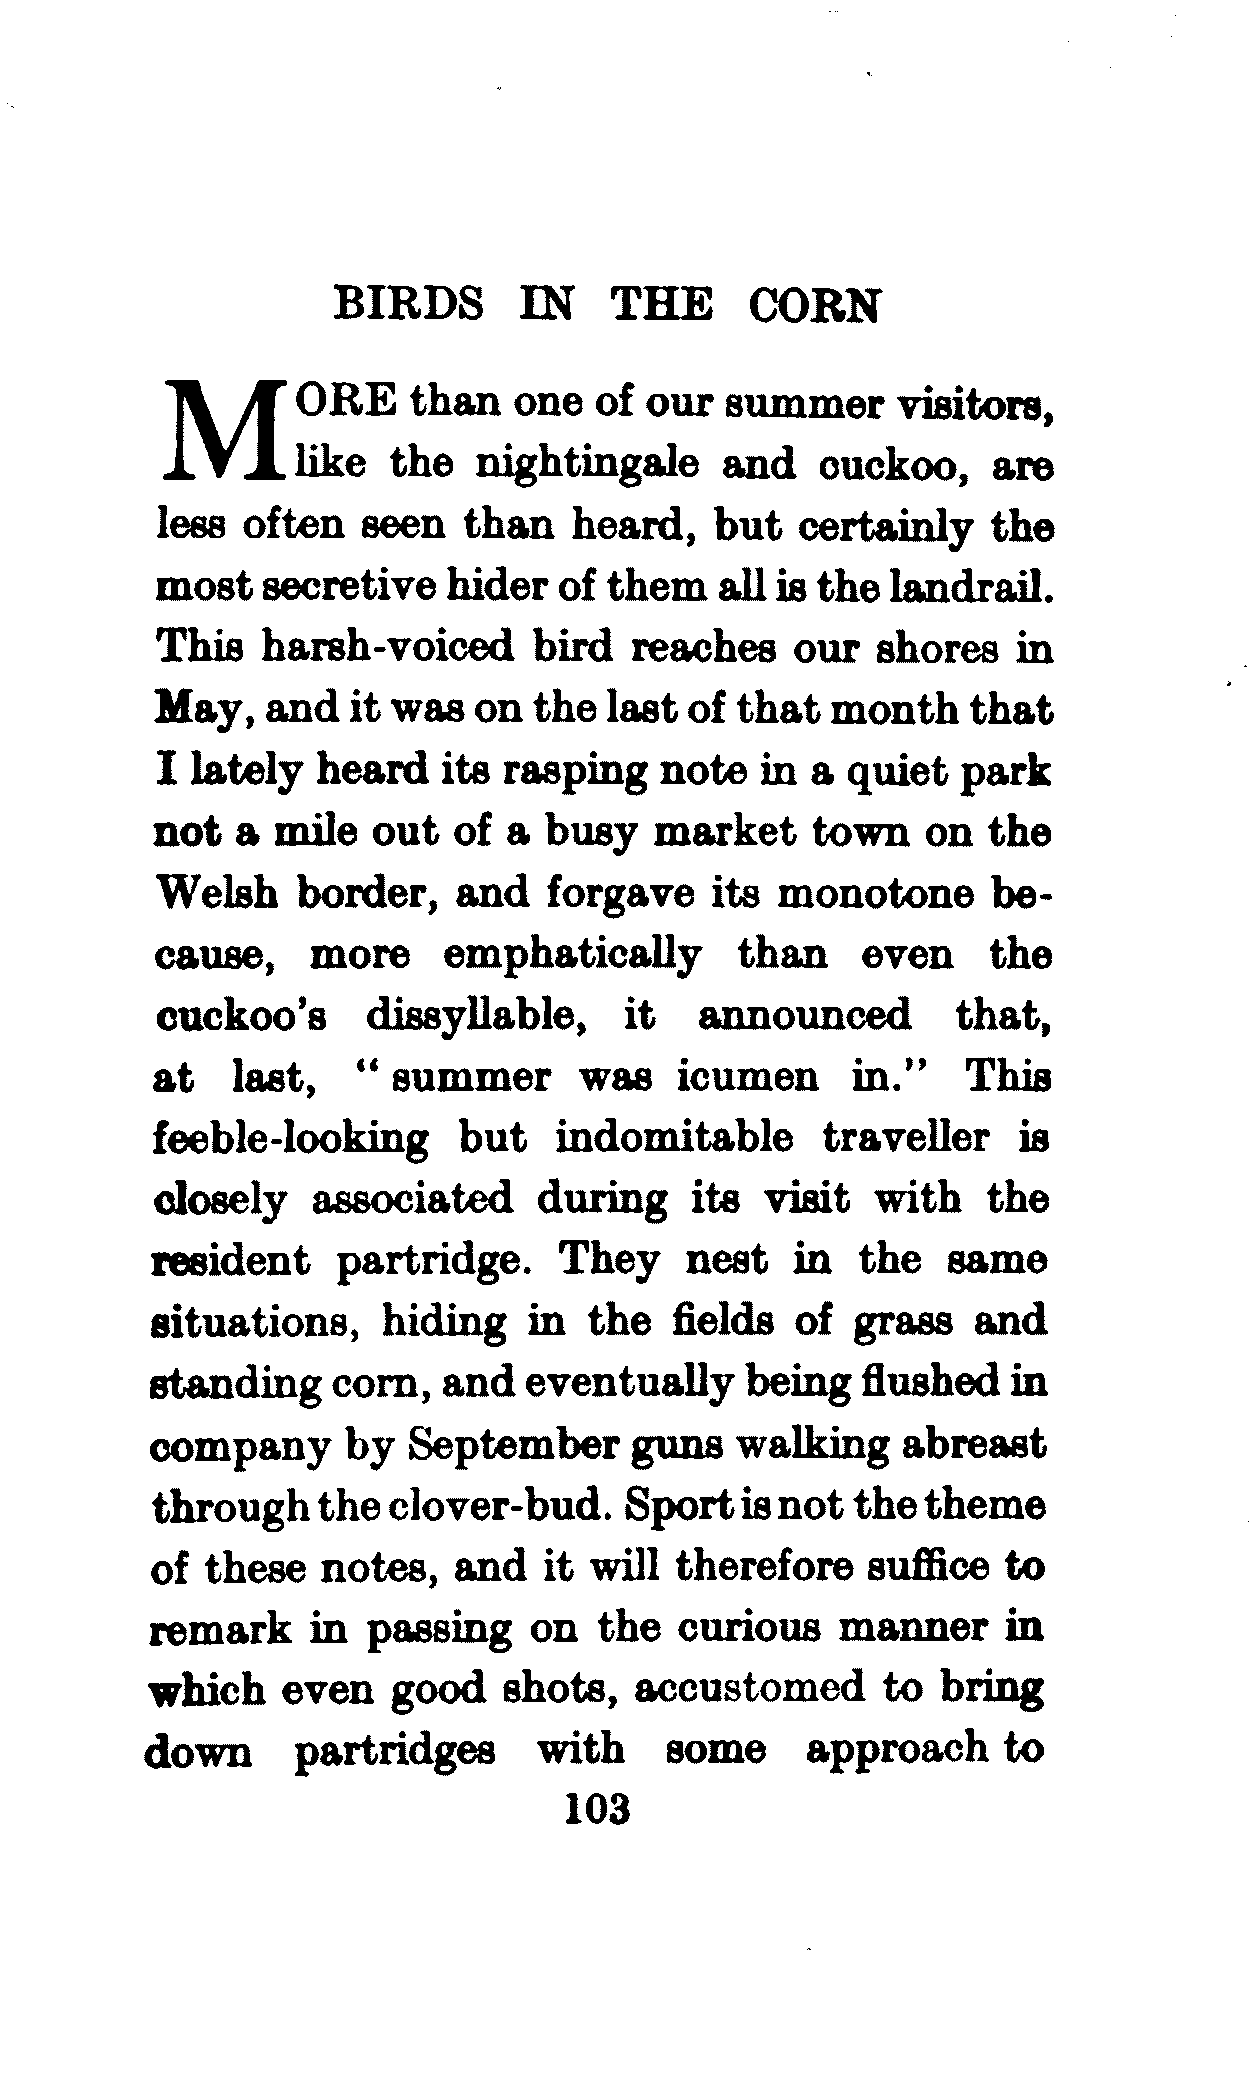 BIRDS IN THE CORN
MORE than one of our summer visitors,
like the nightingale and cuckoo, are
less often seen than heard, but certainly the
most secretive hider of them all is the landrail.
This harsh-voiced bird reaches our shores in
May, and it was on the last of that month that
I lately heard its rasping note in a quiet park
not a mile out of a busy market town on the
Welsh border, and forgave its monotone be-
cause, more emphatically than even the
cuckoo's dissyllable, it announced that,
at last, " summer was icumen in." This
feeble-looking but indomitable traveller is
closely associated during its visit with the
resident partridge. They nest in the same
situations, hiding in the fields of grass and
standing corn, and eventually being flushed in
company by September guns walking abreast
through the clover-bud. Sport is not the theme
of these notes, and it will therefore suffice to
remark in passing on the curious manner in
which even good shots, accustomed to bring
down partridges with some approach to
103